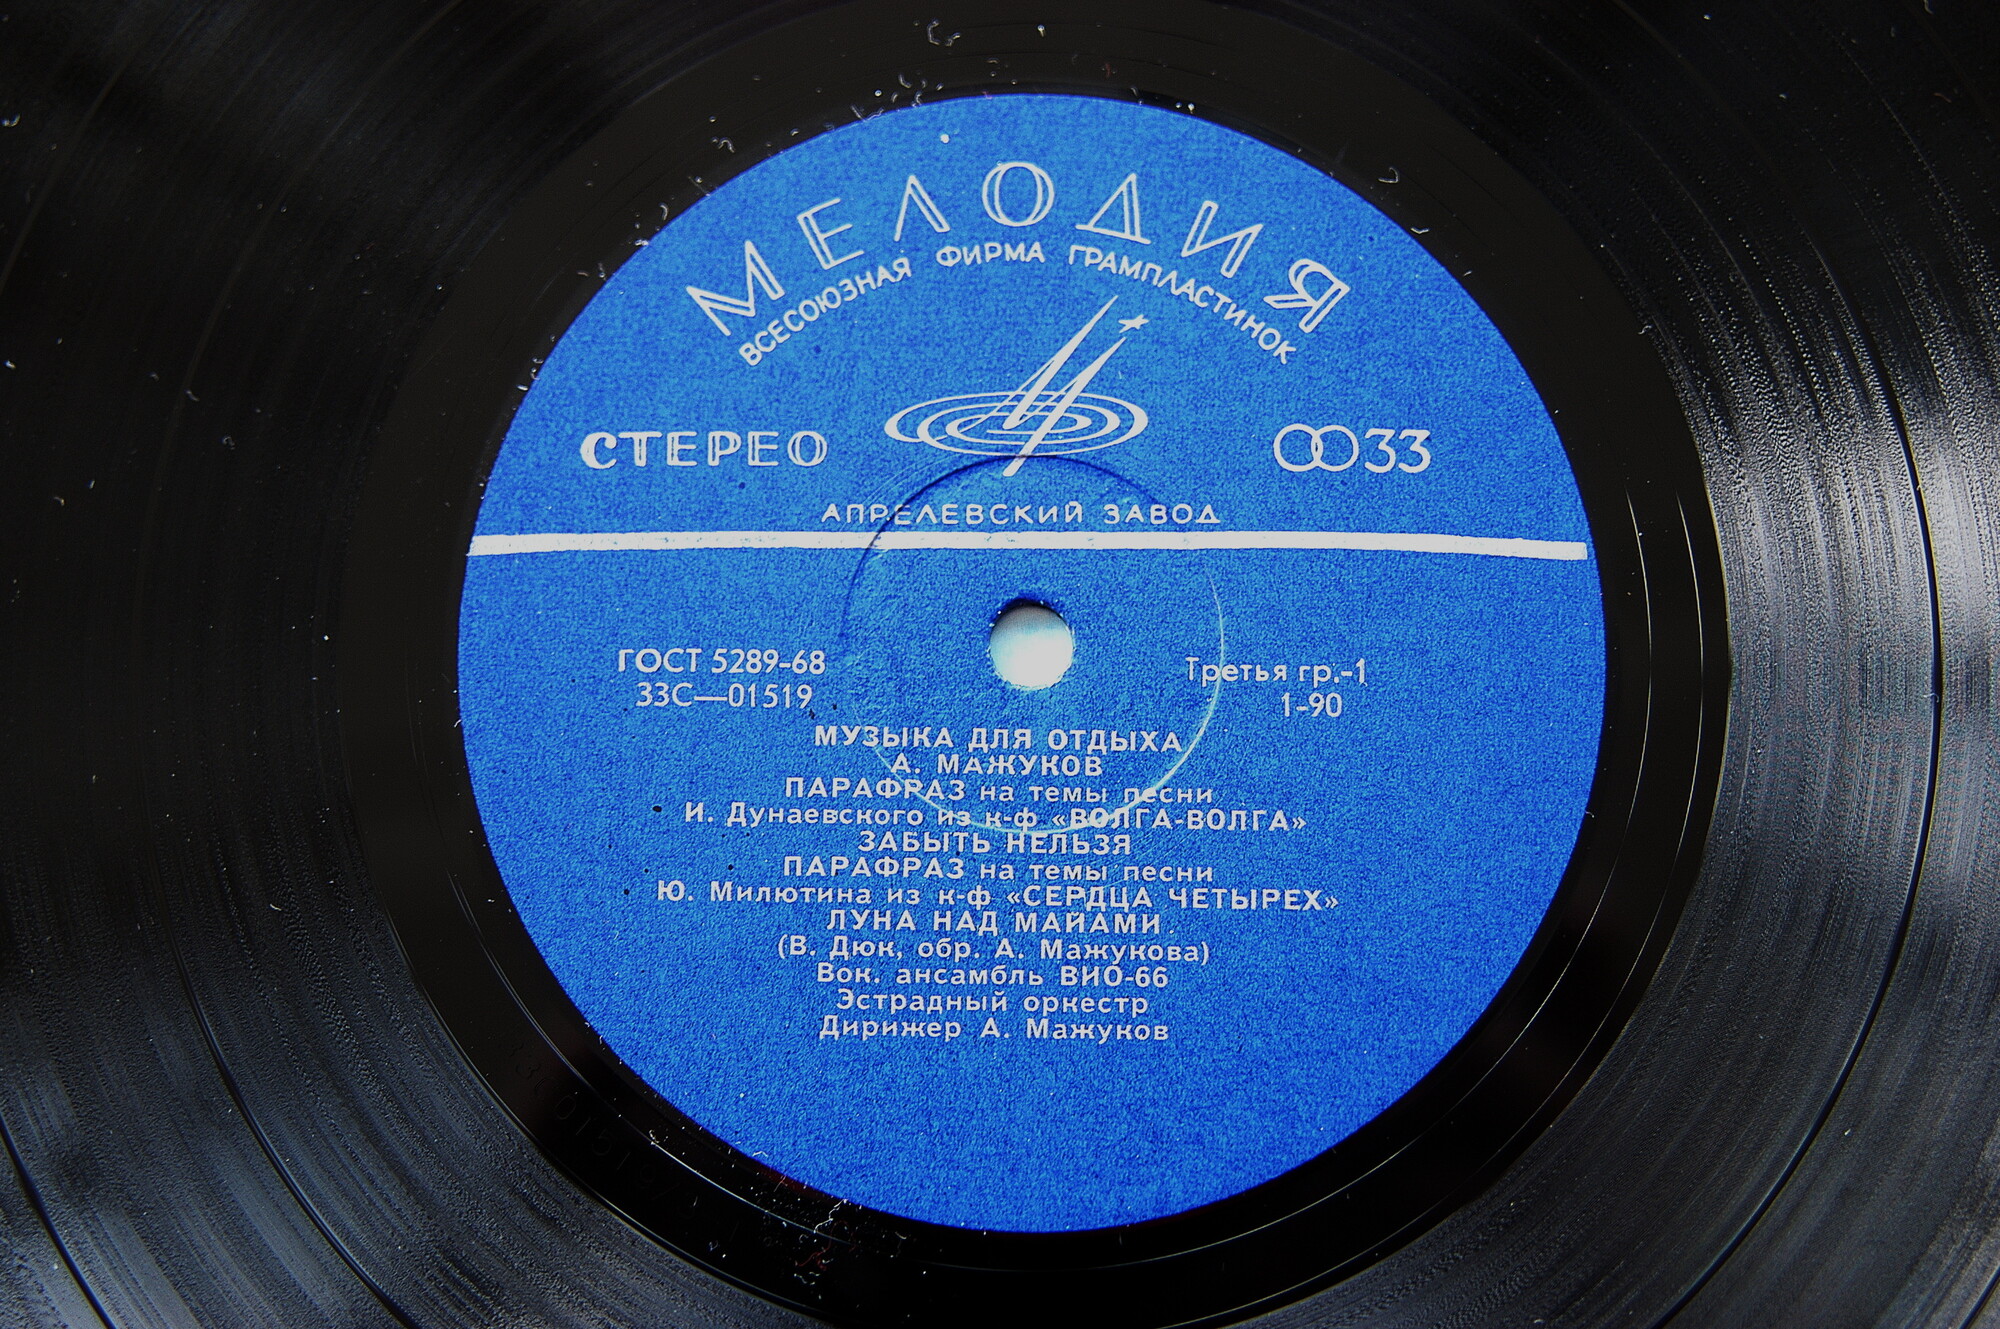 МЕЛОДИЯ
ВСЕСОЮЗНАЯ ФИРМА ГРАМПЛАСТИНОК
СТЕРЕО
33
АПРЕЛЕВСКИЙ ЗАВОД
ГОСТ 5289-68
33С—01519
Третья гр.-1
1-90
МУЗЫКА ДЛЯ ОТДЫХА
А. МАЖУКОВ
ПАРАФРАЗ на темы песни
И. Дунаевского из к-ф «ВОЛГА-ВОЛГА»
ЗАБЫТЬ НЕЛЬЗЯ
ПАРАФРАЗ на темы песни
Ю. Милютина из к-ф «СЕРДЦА ЧЕТЫРЕХ»
ЛУНА НАД МАЙАМИ.
(В. Дюк, обр. А. Мажукова)
Вок. ансамбль ВИО-66
Эстрадный оркестр
Дирижер А. Мажуков